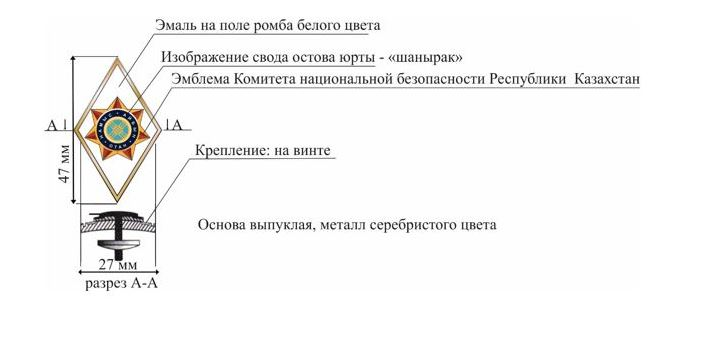 Эмаль на поле ромба белого цвета
Изображение свода остова юрты - «шанырак»
Эмблема Комитета национальной безопасности Республики Казахстан
А
А
47 мм
Крепление: на винте
Основа выпуклая, металл серебристого цвета
27 мм
разрез А-А